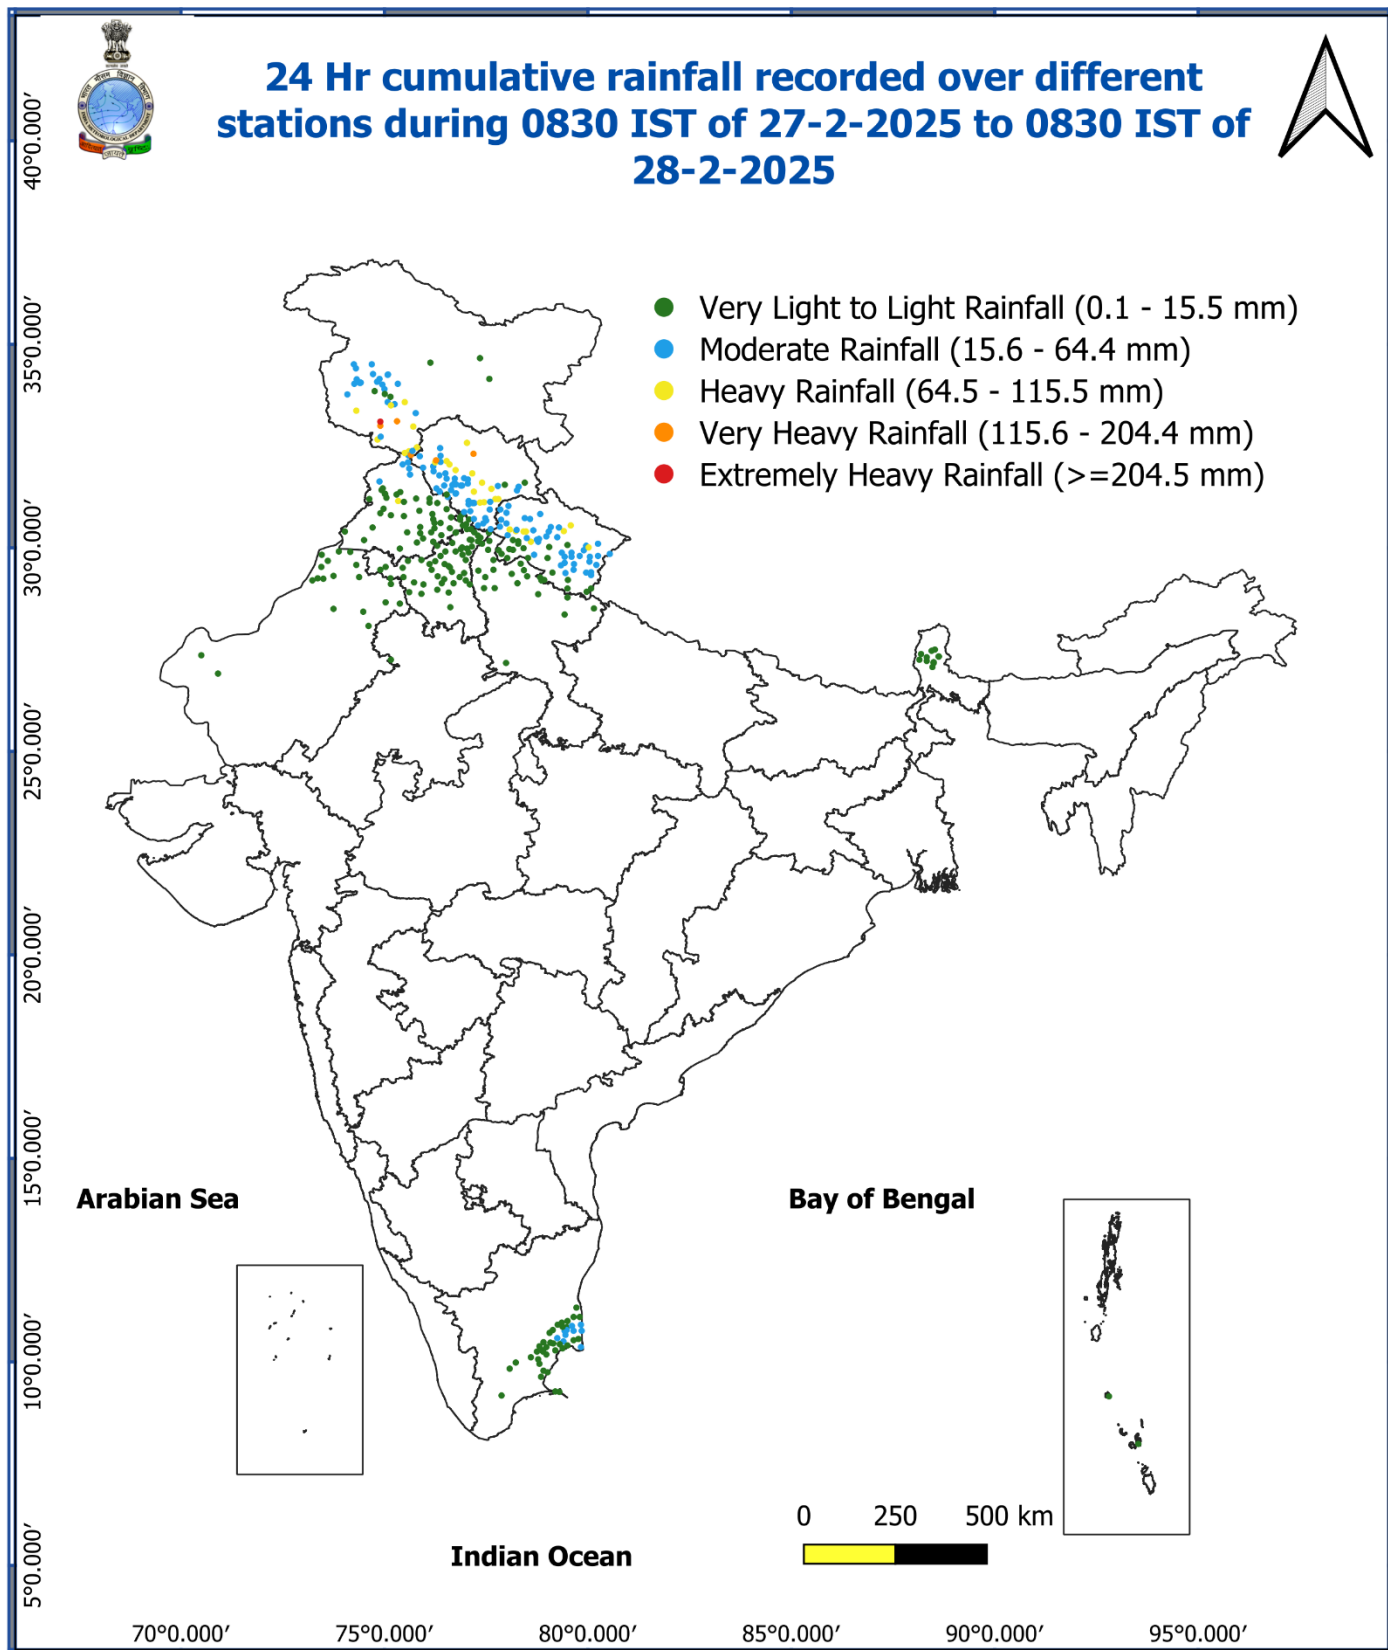 24 Hr cumulative rainfall recorded over different
stations during 0830 IST of 27-2-2025 to 0830 IST of
28-2-2025
Very Light to Light Rainfall (0.1 - 15.5 mm)
Moderate Rainfall (15.6 - 64.4 mm)
Heavy Rainfall (64.5 - 115.5 mm)
Very Heavy Rainfall (115.6 - 204.4 mm)
Extremely Heavy Rainfall (>=204.5 mm)
40°0.000′
35°0.000′
30°0.000′
25°0.000′
20°0.000′
15°0.000′
10°0.000′
5°0.000′
Arabian Sea
Bay of Bengal
Indian Ocean
0 250 500 km
70°0.000′ 75°0.000′ 80°0.000′ 85°0.000′ 90°0.000′ 95°0.000′